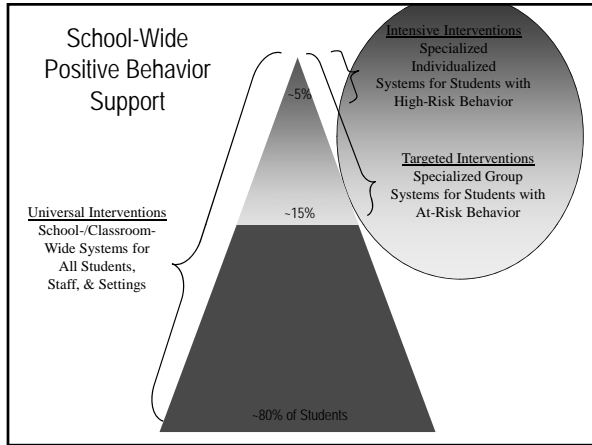 School-Wide
Positive Behavior
Support
Intensive Interventions
Specialized
Individualized
Systems for Students with
High-Risk Behavior
~5%
Targeted Interventions
Specialized Group
Systems for Students with
At-Risk Behavior
~15%
Universal Interventions
School-/Classroom-
Wide Systems for
All Students,
Staff, & Settings
~80% of Students